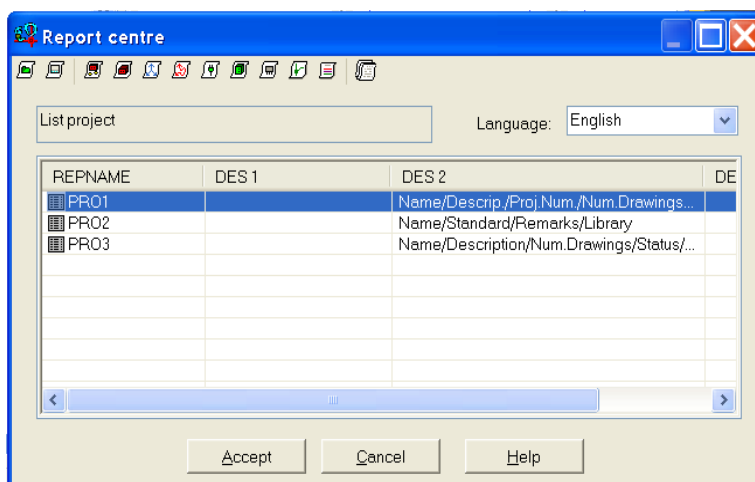 Report centre
List project
Language: English
REPNAME DES 1 DES 2 DE
PRO1 Name/Descrip./Proj.Num./Num.Drawings...
PRO2 Name/Standard/Remarks/Library
PRO3 Name/Description/Num.Drawings/Status/...
Accept Cancel Help